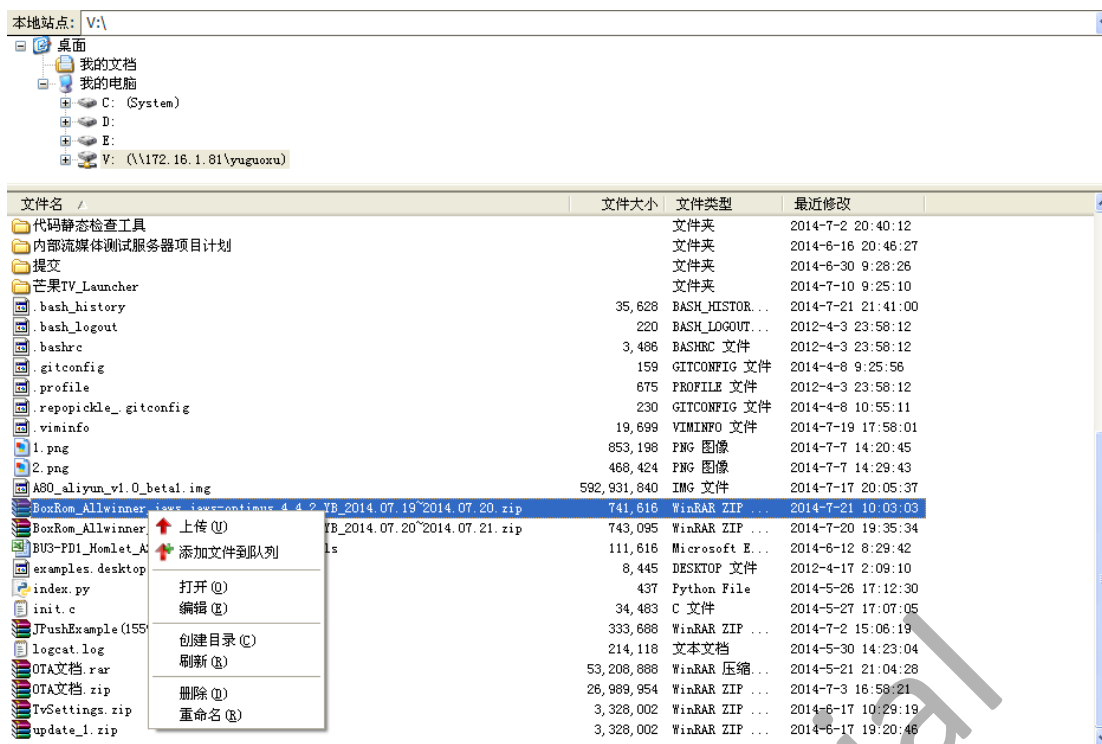 本地站点: V:\
桌面
我的文档
我的电脑
C: (System)
D:
E:
V: (\\172.16.1.81\yuguoxu)
文件名 文件大小 文件类型 最近修改
代码静态检查工具 文件夹 2014-7-2 20:40:12
内部流媒体测试服务器项目计划 文件夹 2014-6-16 20:46:27
提交 文件夹 2014-6-30 9:28:26
芒果TV_Launcher 文件夹 2014-7-10 9:25:10
.bash_history 35,628 BASH_HISTOR... 2014-7-21 21:41:00
.bash_logout 220 BASH_LOGOUT... 2012-4-3 23:58:12
.bashrc 3,486 BASHRC 文件 2012-4-3 23:58:12
.gitconfig 159 GITCONFIG 文件 2014-4-8 9:25:56
.profile 675 PROFILE 文件 2012-4-3 23:58:12
.repopickle_.gitconfig 230 GITCONFIG 文件 2014-4-8 10:55:11
.viminfo 19,699 VIMINFO 文件 2014-7-19 17:58:01
1.png 853,198 PNG 图像 2014-7-7 14:20:45
2.png 468,424 PNG 图像 2014-7-7 14:29:43
A80_aliyun_v1.0_beta1.img 592,931,840 IMG 文件 2014-7-17 20:05:37
BoxRom_Allwinner_jaws_jaws-optimus_4.4.2_YB_2014.07.19~2014.07.20.zip 741,616 WinRAR ZIP ... 2014-7-21 10:03:03
BoxRom_Allwinner YB_2014.07.20~2014.07.21.zip 743,095 WinRAR ZIP ... 2014-7-20 19:35:34
BU3-PD1_Homlet_A ls 111,616 Microsoft E... 2014-6-12 8:29:42
examples.desktop 8,445 DESKTOP 文件 2012-4-17 2:09:10
index.py 437 Python File 2014-5-26 17:12:30
init.c 34,483 C 文件 2014-5-27 17:07:05
JPushExample(155 333,688 WinRAR ZIP ... 2014-7-2 15:06:19
logcat.log 214,118 文本文档 2014-5-30 14:23:04
OTA文档.rar 53,208,888 WinRAR 压缩... 2014-5-21 21:04:28
OTA文档.zip 26,989,954 WinRAR ZIP ... 2014-7-3 16:58:21
TvSettings.zip 3,328,002 WinRAR ZIP ... 2014-6-17 10:29:19
update_1.zip 3,328,002 WinRAR ZIP ... 2014-6-17 19:20:46
上传(U)
添加文件到队列
打开(O)
编辑(E)
创建目录(C)
刷新(R)
删除(D)
重命名(R)
ial